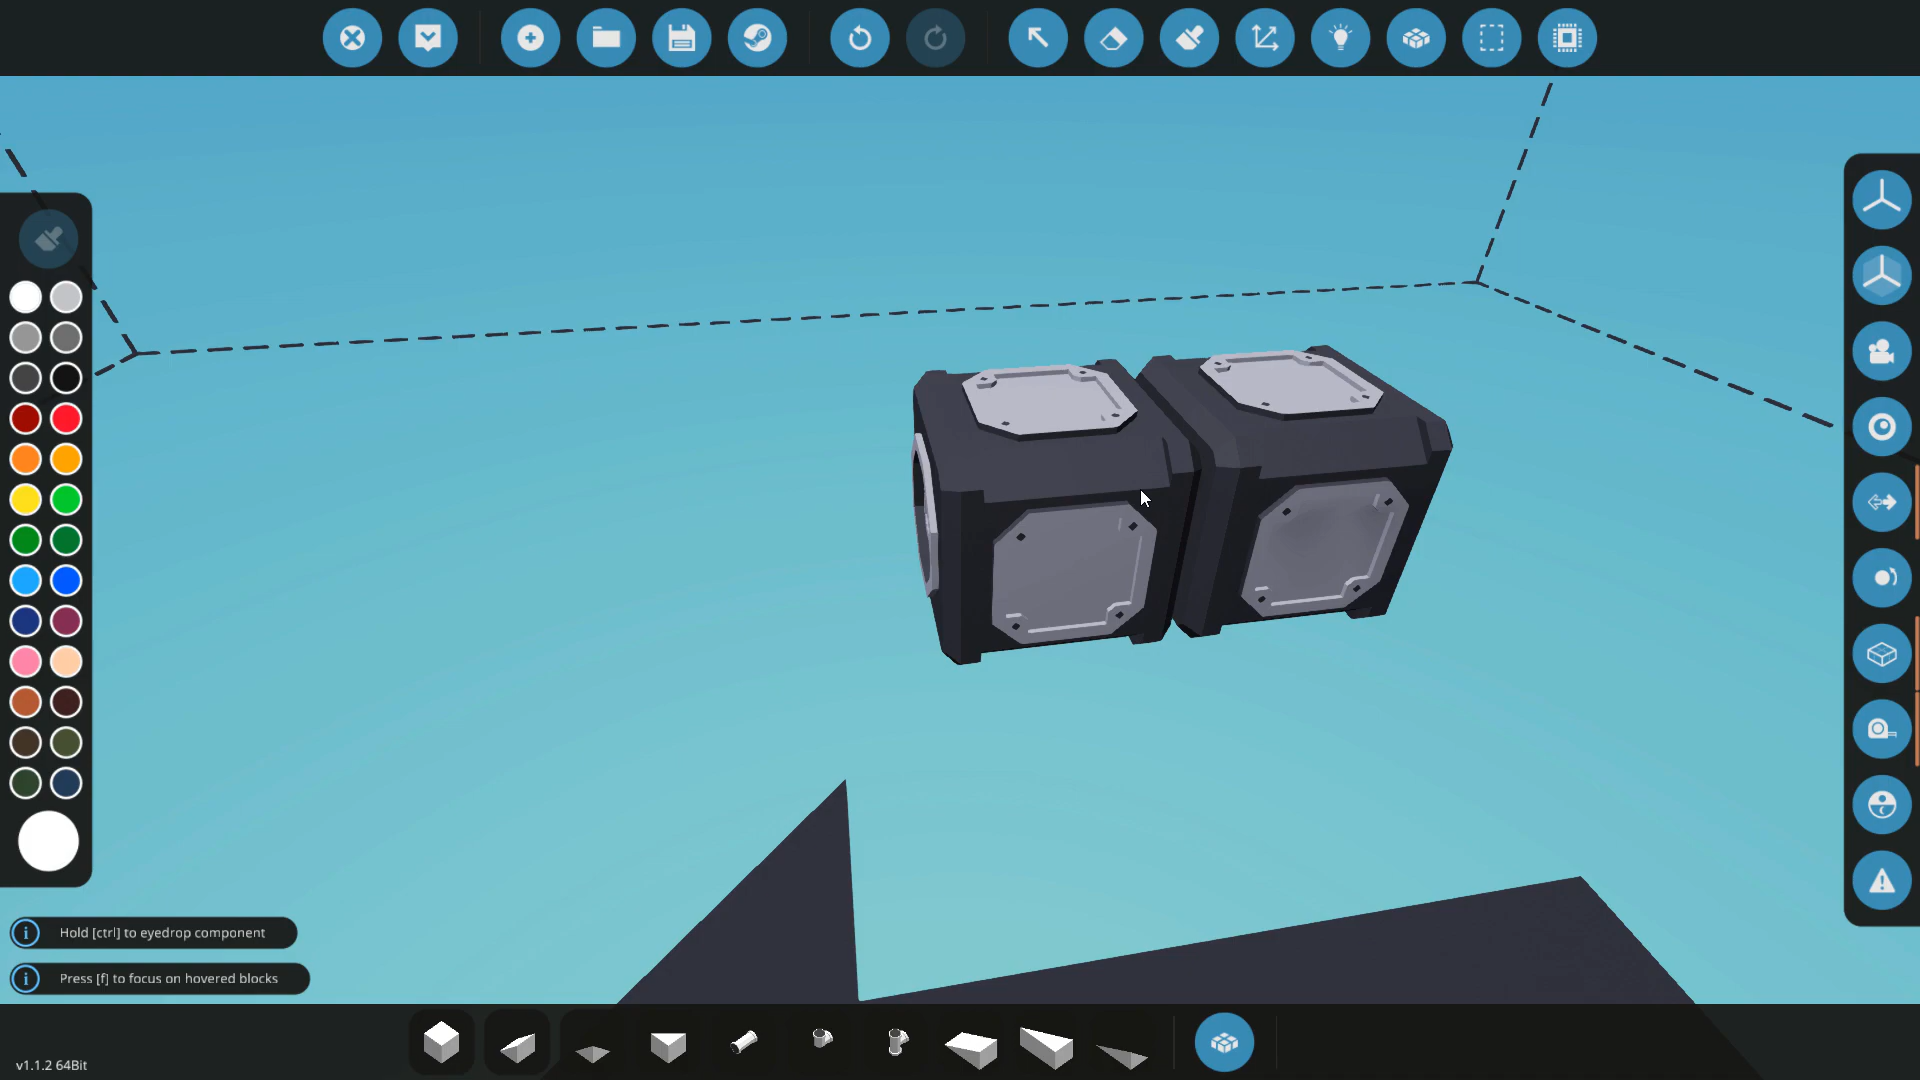 Hold [ctrl] to eyedrop component
Press [f] to focus on hovered blocks
v1.1.2 64Bit